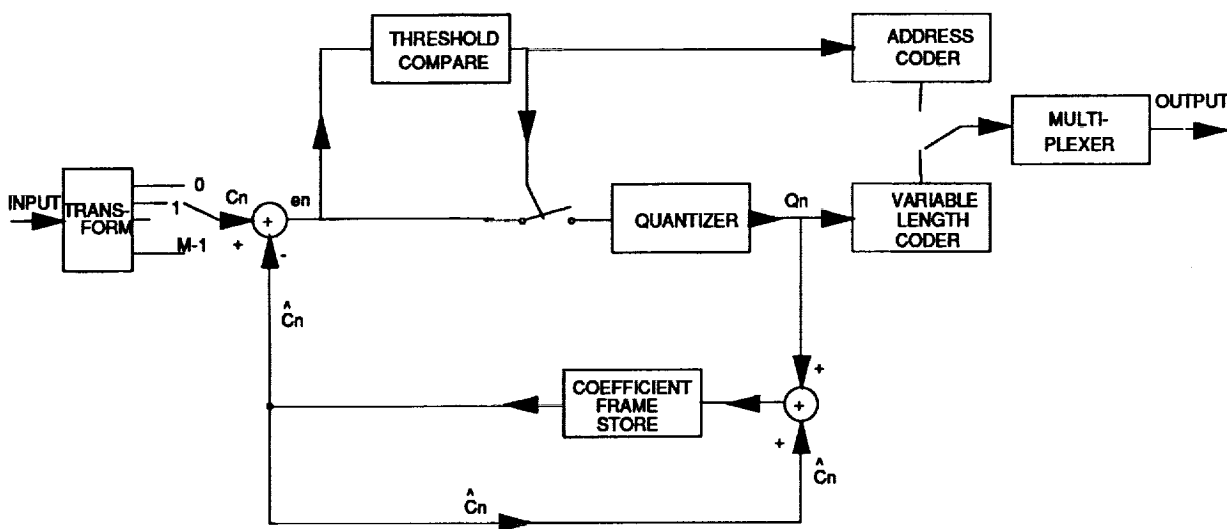 THRESHOLD
COMPARE
ADDRESS
CODER
OUTPUT
MULTI-
PLEXER
INPUT
TRANS-
FORM
0
1
M-1
Cn
+
-
+
en
QUANTIZER
Qn
VARIABLE
LENGTH
CODER
Ĉn
COEFFICIENT
FRAME
STORE
+
+
+
Ĉn
Ĉn